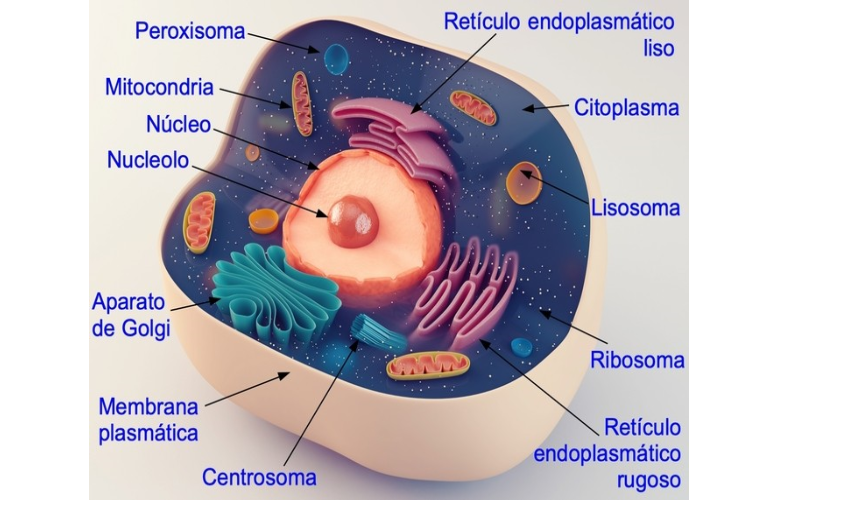 Peroxisoma
Retículo endoplasmático
liso
Mitocondria
Citoplasma
Núcleo
Nucleolo
Lisosoma
Aparato
de Golgi
Ribosoma
Membrana
plasmática
Retículo
endoplasmático
rugoso
Centrosoma